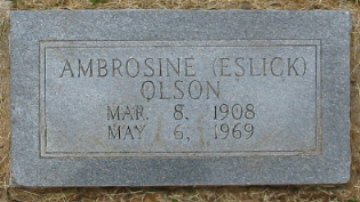 AMBROSINE (ESLICK)
OLSON
MAR. 8, 1908
MAY 6, 1969